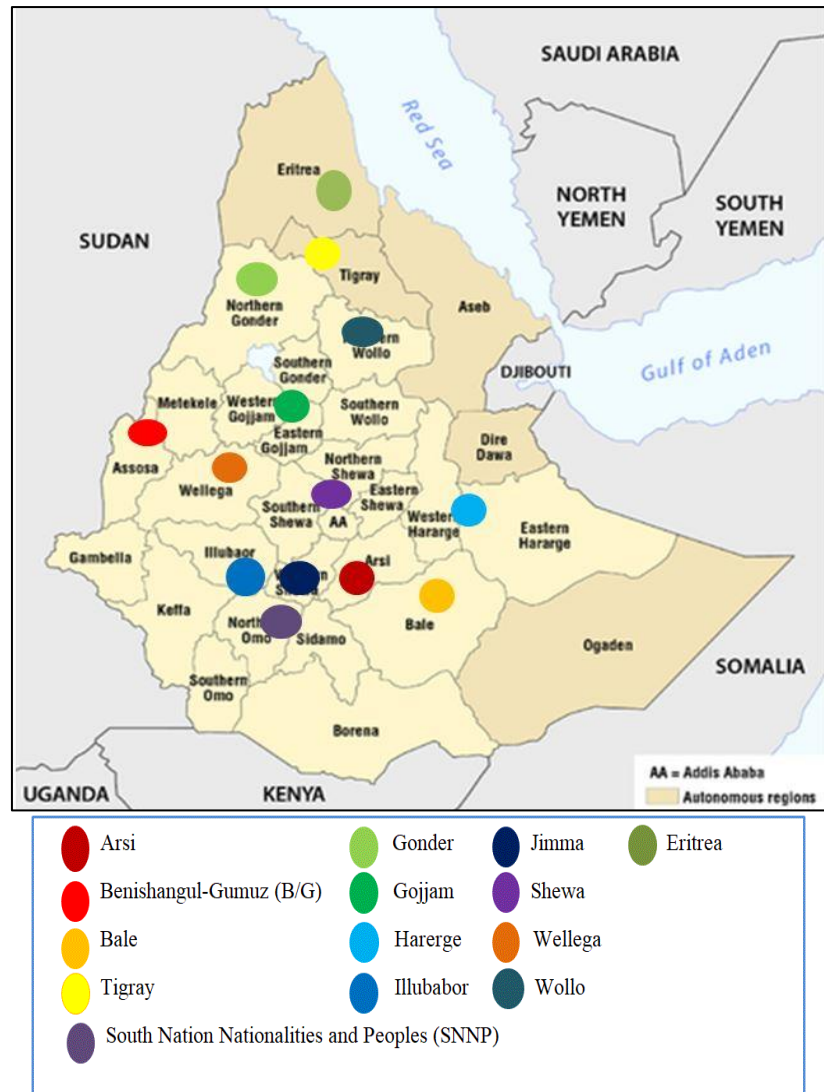 SAUDI ARABIA
Red Sea
Eritrea
NORTH
YEMEN
SOUTH
YEMEN
SUDAN
Tigray
Northern
Gonder
Aseb
Wollo
DJIBOUTI
Gulf of Aden
Southern
Gonder
Metekele
Western
Gojjam
Southern
Wollo
Eastern
Gojjam
Dire
Dawa
Assosa
Northern
Shewa
Wellega
Eastern
Shewa
Southern
Shewa
AA
Western
Hararge
Eastern
Hararge
Gambella
Illubaor
Arsi
Keffa
Bale
Omo
Sidamo
Ogaden
Southern
Omo
SOMALIA
Borena
AA = Addis Ababa
Autonomous regions
UGANDA
KENYA
Arsi
Gonder
Jimma
Eritrea
Benishangul-Gumuz (B/G)
Gojjam
Shewa
Bale
Harerge
Wellega
Tigray
Illubabor
Wollo
South Nation Nationalities and Peoples (SNNP)